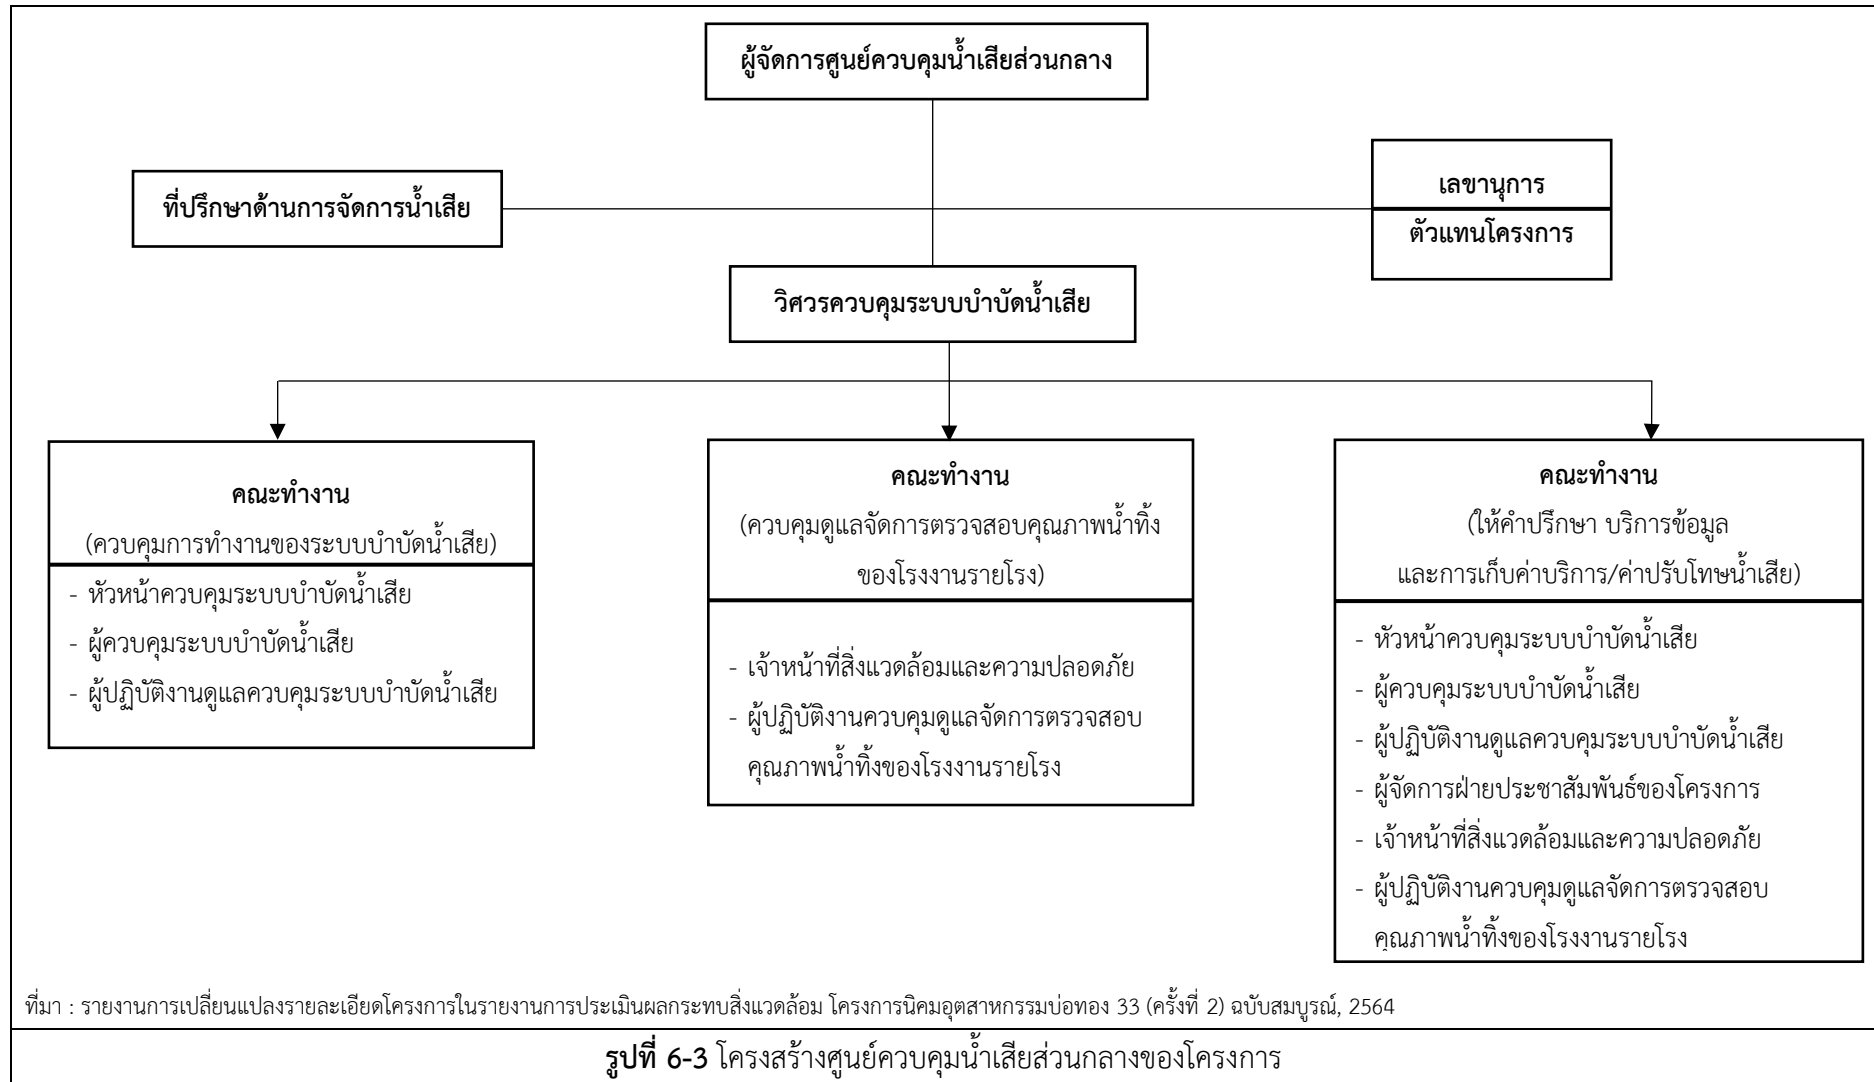 ผู้จัดการศูนย์ควบคุมน้ำเสียส่วนกลาง
ที่ปรึกษาด้านการจัดการน้ำเสีย
เลขานุการ
ตัวแทนโครงการ
วิศวรควบคุมระบบบำบัดน้ำเสีย
คณะทำงาน
(ควบคุมการทำงานของระบบบำบัดน้ำเสีย)
- หัวหน้าควบคุมระบบบำบัดน้ำเสีย
- ผู้ควบคุมระบบบำบัดน้ำเสีย
- ผู้ปฏิบัติงานดูแลควบคุมระบบบำบัดน้ำเสีย
คณะทำงาน
(ควบคุมดูแลจัดการตรวจสอบคุณภาพน้ำทิ้ง
ของโรงงานรายโรง)
- เจ้าหน้าที่สิ่งแวดล้อมและความปลอดภัย
- ผู้ปฏิบัติงานควบคุมดูแลจัดการตรวจสอบ
คุณภาพน้ำทิ้งของโรงงานรายโรง
คณะทำงาน
(ให้คำปรึกษา บริการข้อมูล
และการเก็บค่าบริการ/ค่าปรับโทษน้ำเสีย)
- หัวหน้าควบคุมระบบบำบัดน้ำเสีย
- ผู้ควบคุมระบบบำบัดน้ำเสีย
- ผู้ปฏิบัติงานดูแลควบคุมระบบบำบัดน้ำเสีย
- ผู้จัดการฝ่ายประชาสัมพันธ์ของโครงการ
- เจ้าหน้าที่สิ่งแวดล้อมและความปลอดภัย
- ผู้ปฏิบัติงานควบคุมดูแลจัดการตรวจสอบ
คุณภาพน้ำทิ้งของโรงงานรายโรง
ที่มา : รายงานการเปลี่ยนแปลงรายละเอียดโครงการในรายงานการประเมินผลกระทบสิ่งแวดล้อม โครงการนิคมอุตสาหกรรมบ่อทอง 33 (ครั้งที่ 2) ฉบับสมบูรณ์, 2564
รูปที่ 6-3 โครงสร้างศูนย์ควบคุมน้ำเสียส่วนกลางของโครงการ